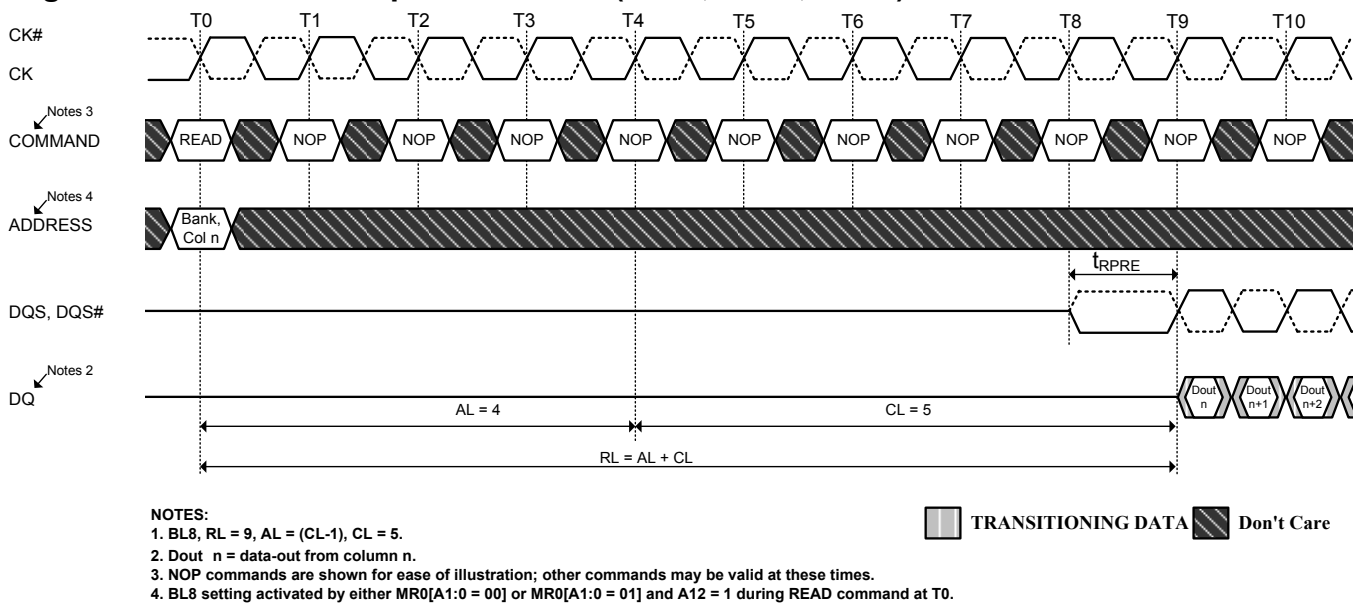 T0 T1 T2 T3 T4 T5 T6 T7 T8 T9 T10
CK#
CK
Notes 3
COMMAND
READ NOP NOP NOP NOP NOP NOP NOP NOP NOP NOP
Notes 4
ADDRESS
Bank,
Col n
tRPRE
DQS, DQS#
Notes 2
DQ
Dout
n
Dout
n+1
Dout
n+2
AL = 4
CL = 5
RL = AL + CL
NOTES:
1. BL8, RL = 9, AL = (CL-1), CL = 5.
2. Dout n = data-out from column n.
3. NOP commands are shown for ease of illustration; other commands may be valid at these times.
4. BL8 setting activated by either MR0[A1:0 = 00] or MR0[A1:0 = 01] and A12 = 1 during READ command at T0.
TRANSITIONING DATA
Don't Care